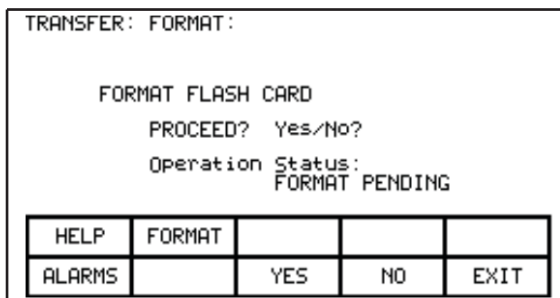 TRANSFER: FORMAT:
FORMAT FLASH CARD
PROCEED? Yes/No?
Operation Status:
FORMAT PENDING
HELP FORMAT
ALARMS YES NO EXIT